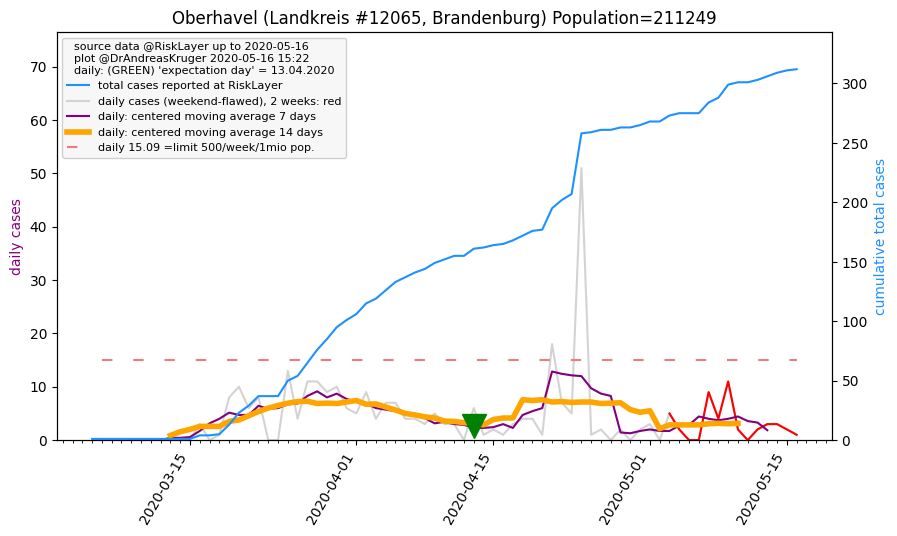 Oberhavel (Landkreis #12065, Brandenburg) Population=211249
source data @RiskLayer up to 2020-05-16
plot @DrAndreasKruger 2020-05-16 15:22
daily: (GREEN) 'expectation day' = 13.04.2020
total cases reported at RiskLayer
daily cases (weekend-flawed), 2 weeks: red
daily: centered moving average 7 days
daily: centered moving average 14 days
daily 15.09 =limit 500/week/1mio pop.
daily cases
70
60
50
40
30
20
10
0
300
250
200
150
100
50
0
cumulative total cases
2020-03-15
2020-04-01
2020-04-15
2020-05-01
2020-05-15